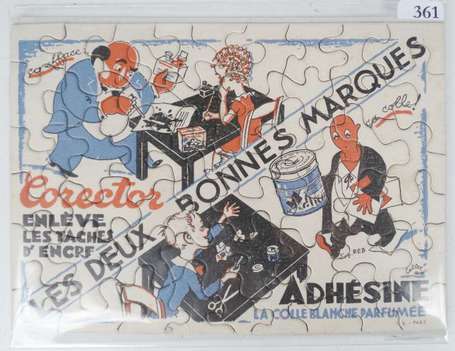 361
ça efface!
ça colle!
Corector
ENLÈVE
LES TACHES
D'ENCRE
LES DEUX BONNES MARQUES
ADHÉSINE
LA COLLE BLANCHE PARFUMÉE